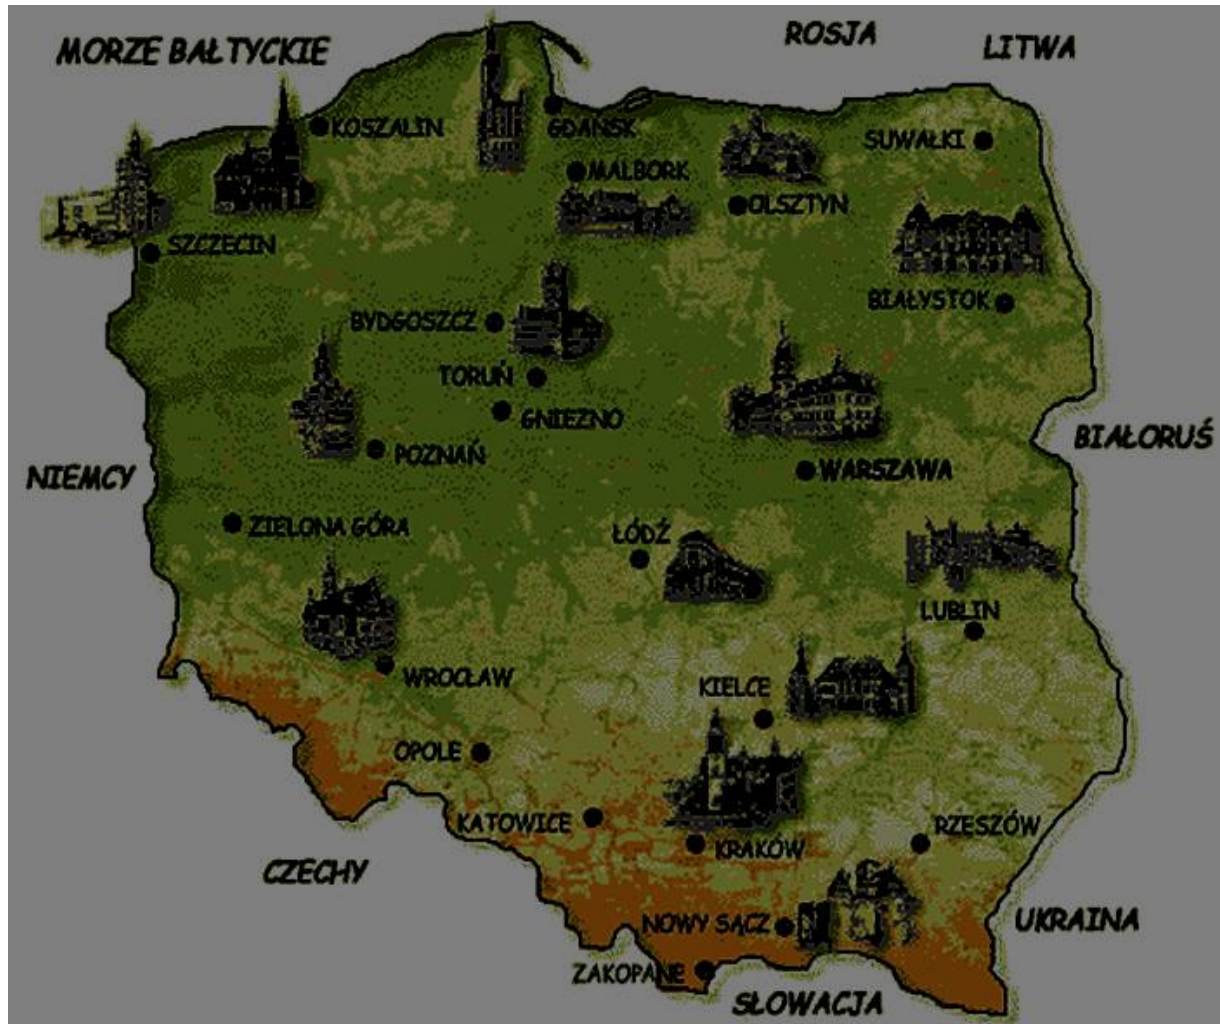 MORZE BAŁTYCKIE
ROSJA
LITWA
KOSZALIN
GDAŃSK
SUWAŁKI
MALBORK
OLSZTYN
SZCZECIN
BIAŁYSTOK
BYDGOSZCZ
TORUŃ
GNIEZNO
POZNAŃ
BIAŁORUŚ
NIEMCY
WARSZAWA
ZIELONA GÓRA
ŁÓDŹ
LUBLIN
WROCŁAW
KIELCE
OPOLE
KATOWICE
RZESZÓW
KRAKÓW
CZECHY
NOWY SĄCZ
UKRAINA
ZAKOPANE
SŁOWACJA